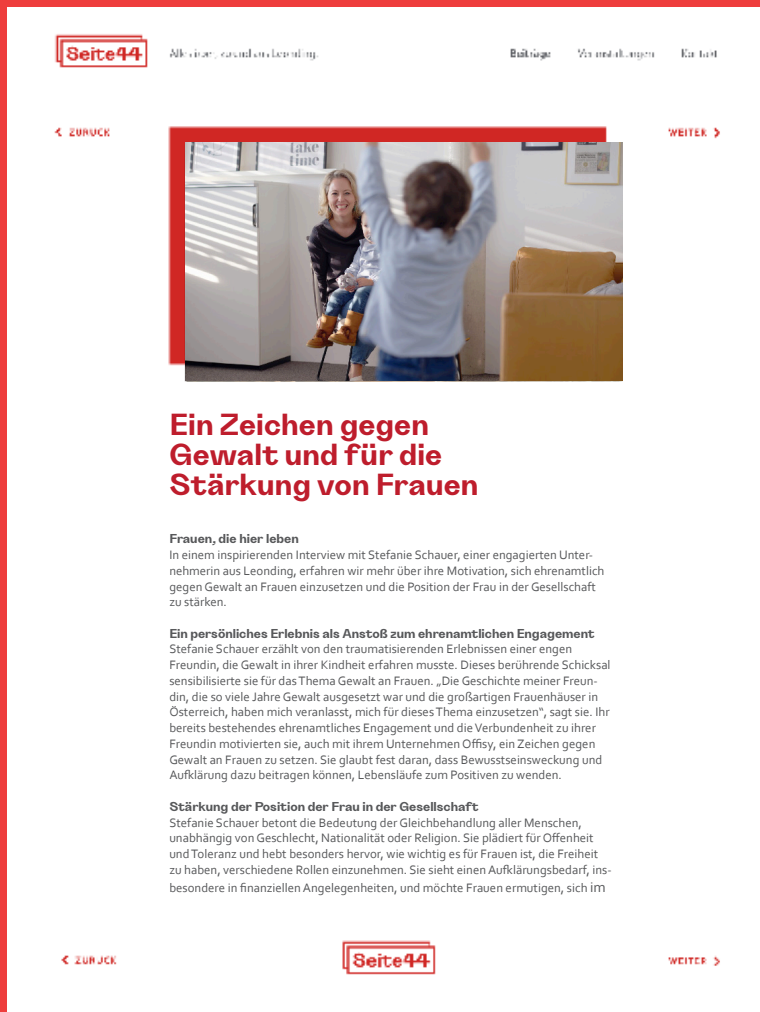 Seite44
Beiträge
Veranstaltungen
Kontakt
ZURÜCK
WEITER
take
time
Ein Zeichen gegen
Gewalt und für die
Stärkung von Frauen
Frauen, die hier leben
In einem inspirierenden Interview mit Stefanie Schauer, einer engagierten Unter-
nehmerin aus Leonding, erfahren wir mehr über ihre Motivation, sich ehrenamtlich
gegen Gewalt an Frauen einzusetzen und die Position der Frau in der Gesellschaft
zu stärken.
Ein persönliches Erlebnis als Anstoß zum ehrenamtlichen Engagement
Stefanie Schauer erzählt von den traumatisierenden Erlebnissen einer engen
Freundin, die Gewalt in ihrer Kindheit erfahren musste. Dieses berührende Schicksal
sensibilisierte sie für das Thema Gewalt an Frauen. „Die Geschichte meiner Freun-
din, die so viele Jahre Gewalt ausgesetzt war und die großartigen Frauenhäuser in
Österreich, haben mich veranlasst, mich für dieses Thema einzusetzen“, sagt sie. Ihr
bereits bestehendes ehrenamtliches Engagement und die Verbundenheit zu ihrer
Freundin motivierten sie, auch mit ihrem Unternehmen Offisy, ein Zeichen gegen
Gewalt an Frauen zu setzen. Sie glaubt fest daran, dass Bewusstseinsweckung und
Aufklärung dazu beitragen können, Lebensläufe zum Positiven zu wenden.
Stärkung der Position der Frau in der Gesellschaft
Stefanie Schauer betont die Bedeutung der Gleichbehandlung aller Menschen,
unabhängig von Geschlecht, Nationalität oder Religion. Sie plädiert für Offenheit
und Toleranz und hebt besonders hervor, wie wichtig es für Frauen ist, die Freiheit
zu haben, verschiedene Rollen einzunehmen. Sie sieht einen Aufklärungsbedarf, ins-
besondere in finanziellen Angelegenheiten, und möchte Frauen ermutigen, sich im
ZURÜCK
Seite44
WEITER